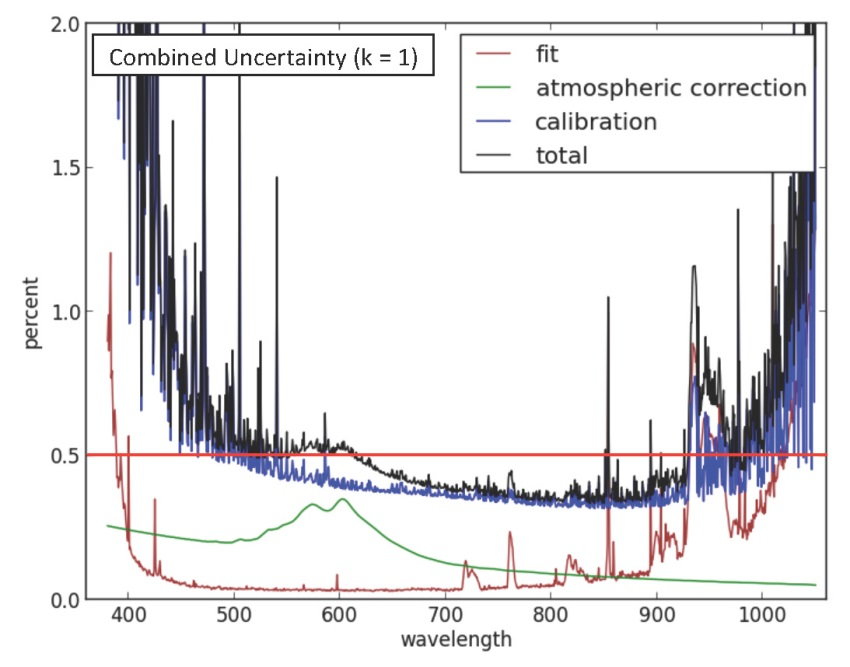 Combined Uncertainty (k = 1)
fit
atmospheric correction
calibration
total
percent
2.0
1.5
1.0
0.5
0.0
400 500 600 700 800 900 1000
wavelength